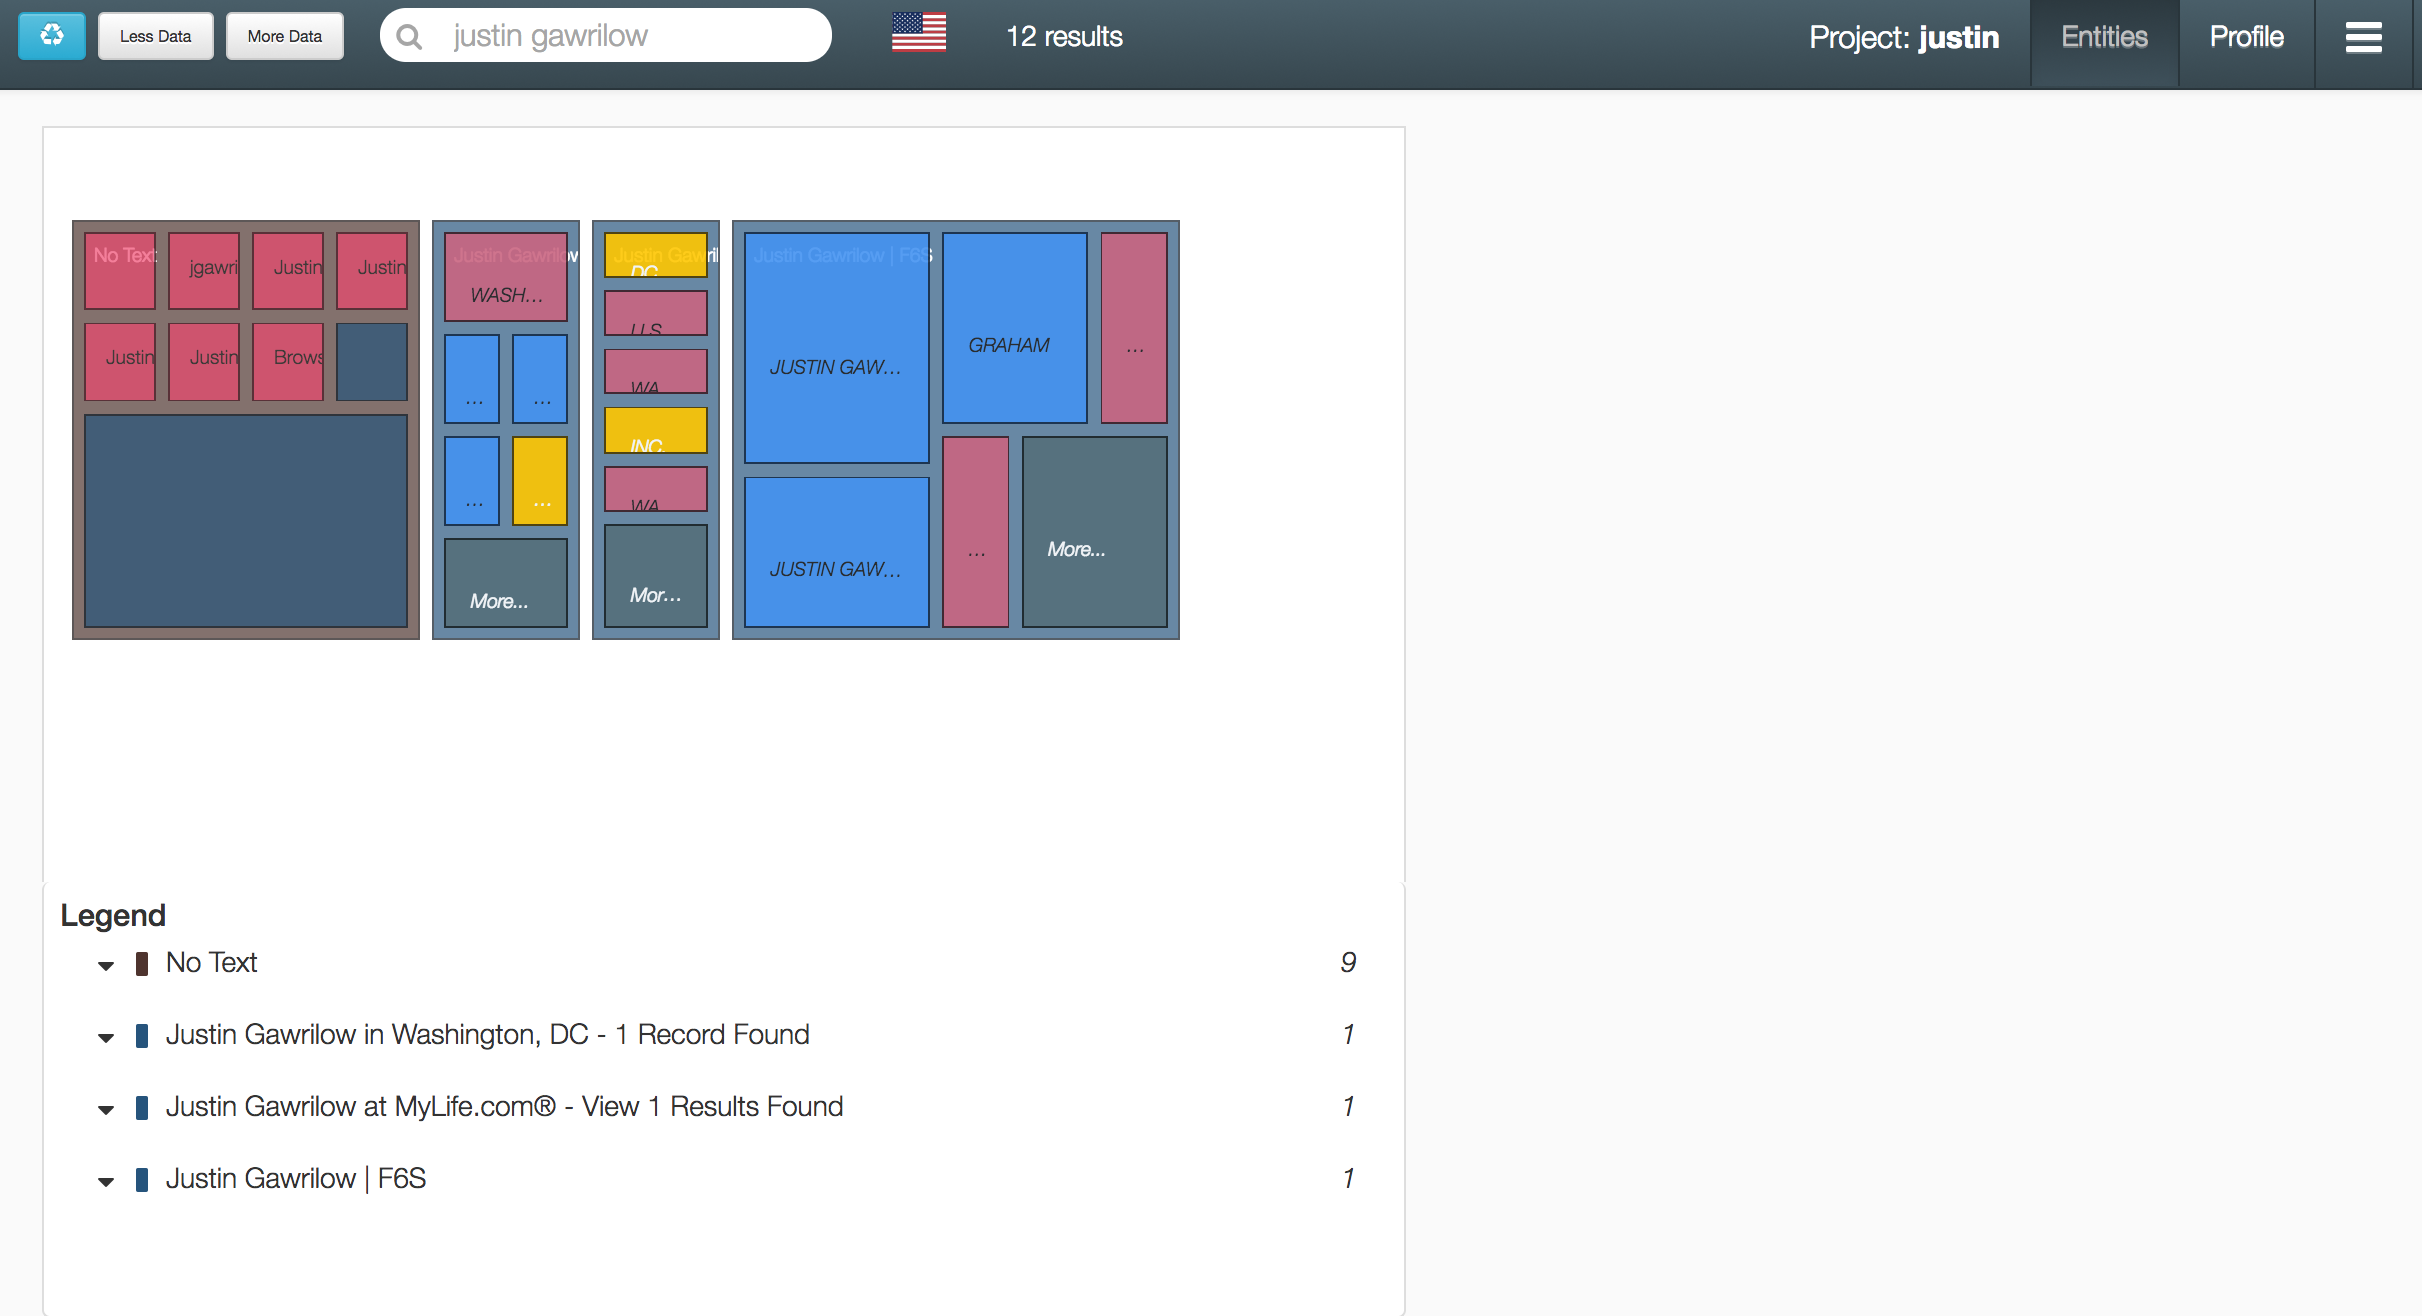 Less Data
More Data
justin gawrilow
12 results
Project: justin
Entities
Profile
No Text
jgawri
Justin
Justin
Justin
Justin
Brows
Justin Gawrilow
WASH...
...
...
...
...
More...
Justin Gawril
DC
U.S.
WA
INC.
WA
Mor...
Justin Gawrilow | F6S
JUSTIN GAW...
GRAHAM
...
JUSTIN GAW...
...
More...
Legend
No Text 9
Justin Gawrilow in Washington, DC - 1 Record Found 1
Justin Gawrilow at MyLife.com® - View 1 Results Found 1
Justin Gawrilow | F6S 1